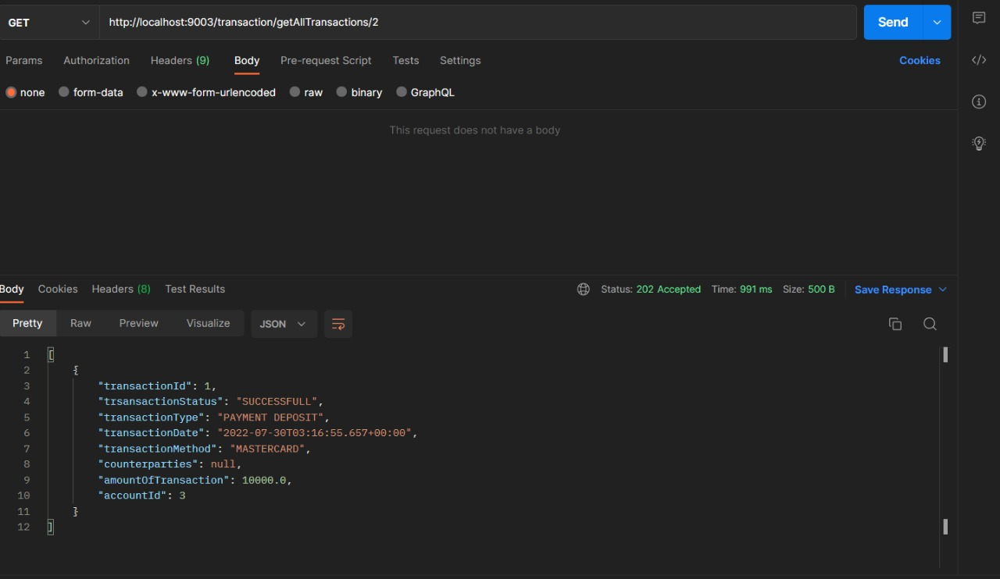 GET http://localhost:9003/transaction/getAllTransactions/2 Send
Params Authorization Headers (9) Body Pre-request Script Tests Settings Cookies
none form-data x-www-form-urlencoded raw binary GraphQL
This request does not have a body
Body Cookies Headers (8) Test Results Status: 202 Accepted Time: 991 ms Size: 500 B Save Response
Pretty Raw Preview Visualize JSON
1 [
2 {
3 "transactionId": 1,
4 "trsansactionStatus": "SUCCESSFULL",
5 "transactionType": "PAYMENT DEPOSIT",
6 "transactionDate": "2022-07-30T03:16:55.657+00:00",
7 "transactionMethod": "MASTERCARD",
8 "counterparties": null,
9 "amountOfTransaction": 10000.0,
10 "accountId": 3
11 }
12 ]